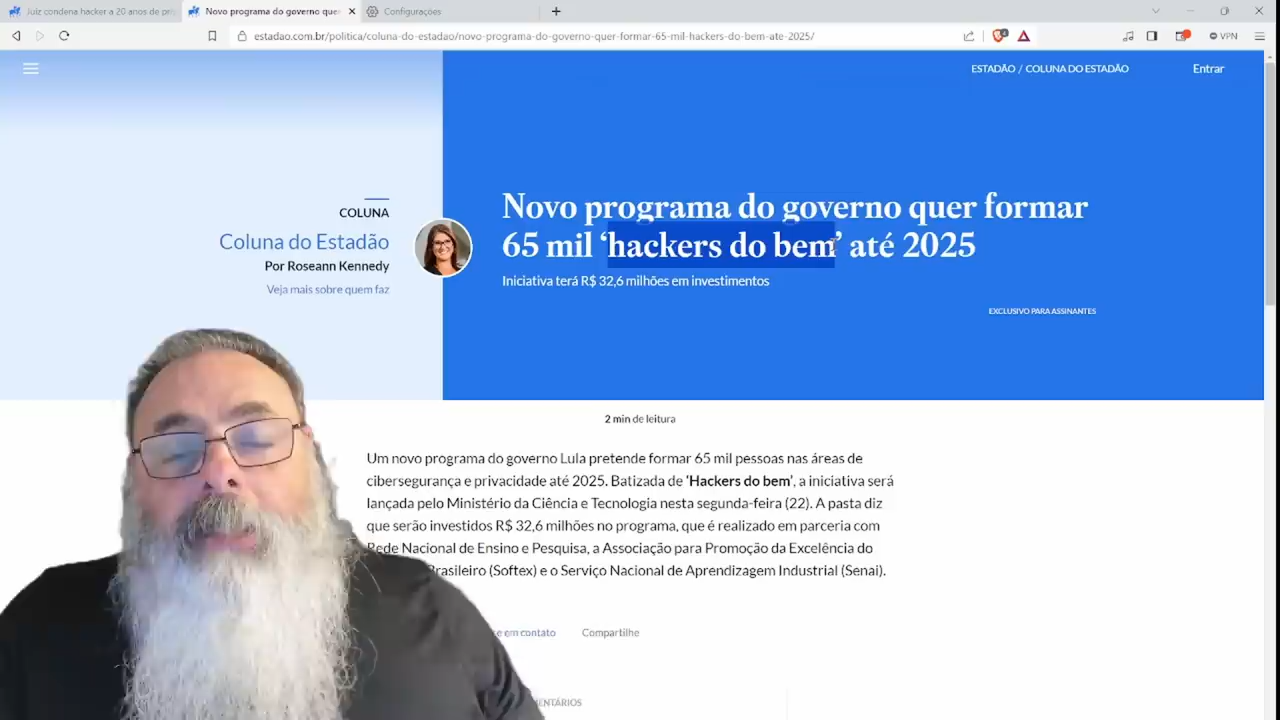 Juiz condena hacker a 20 anos de pri
Novo programa do governo que
Configurações
estadao.com.br/politica/coluna-do-estadao/novo-programa-do-governo-quer-formar-65-mil-hackers-do-bem-ate-2025/
VPN
ESTADÃO / COLUNA DO ESTADÃO
Entrar
COLUNA
Coluna do Estadão
Por Roseann Kennedy
Veja mais sobre quem faz
Novo programa do governo quer formar
65 mil ‘hackers do bem’ até 2025
Iniciativa terá R$ 32,6 milhões em investimentos
EXCLUSIVO PARA ASSINANTES
2 min de leitura
Um novo programa do governo Lula pretende formar 65 mil pessoas nas áreas de
cibersegurança e privacidade até 2025. Batizada de ‘Hackers do bem’, a iniciativa será
lançada pelo Ministério da Ciência e Tecnologia nesta segunda-feira (22). A pasta diz
que serão investidos R$ 32,6 milhões no programa, que é realizado em parceria com
Rede Nacional de Ensino e Pesquisa, a Associação para Promoção da Excelência do
Brasileiro (Softex) e o Serviço Nacional de Aprendizagem Industrial (Senai).
e em contato
Compartilhe